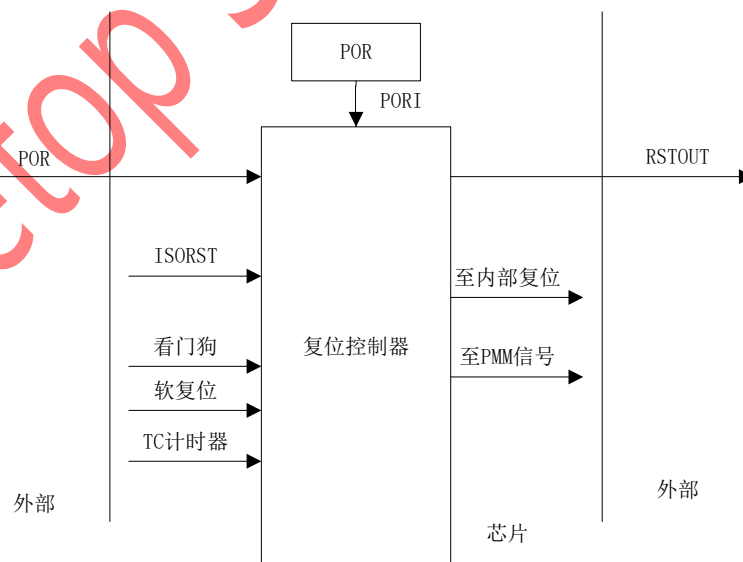 POR
PORI
POR
RSTOUT
ISORST
至内部复位
看门狗
复位控制器
至PMM信号
软复位
TC计时器
外部
外部
芯片